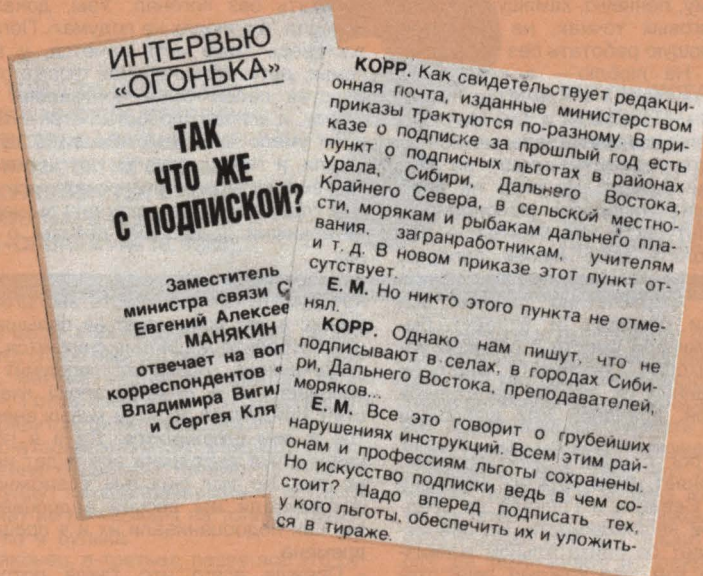 ИНТЕРВЬЮ
«ОГОНЬКА»
ТАК
ЧТО ЖЕ
С ПОДПИСКОЙ?
Заместитель
министра связи
Евгений
МАНЯКИН
отвечает на
корреспондентов
Владимира
и Сергея
КОРР. Как свидетельствует редакци-
онная почта, изданные министерством
приказы трактуются по-разному. В при-
казе о подписке за прошлый год есть
пункт о подписных льготах в районах
Урала, Сибири, Дальнего Востока,
Крайнего Севера, в сельской местно-
сти, морякам и рыбакам дальнего пла-
вания, загранработникам, учителям
и т. д. В новом приказе этот пункт от-
сутствует.
Е. М. Но никто этого пункта не отме-
нял.
КОРР. Однако нам пишут, что не
подписывают в селах, в городах Сиби-
ри, Дальнего Востока, преподавателей,
моряков...
Е. М. Все это говорит о грубейших
нарушениях инструкций. Всем этим рай-
онам и профессиям льготы сохранены.
Но искусство подписки ведь в чем со-
стоит? Надо вперед подписать тех,
у кого льготы, обеспечить их и уложить-
ся в тираже.